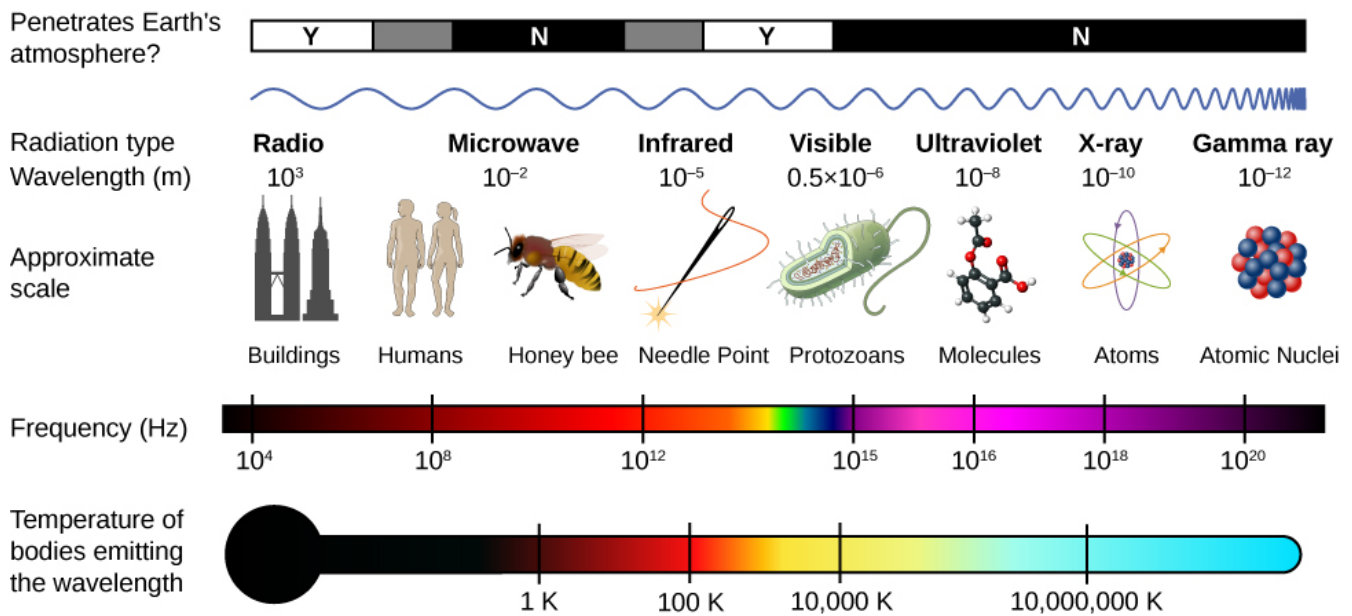 Penetrates Earth's
atmosphere?
Y N Y N
Radiation type
Radio Microwave Infrared Visible Ultraviolet X-ray Gamma ray
Wavelength (m)
10³ 10⁻² 10⁻⁵ 0.5×10⁻⁶ 10⁻⁸ 10⁻¹⁰ 10⁻¹²
Approximate
scale
Buildings Humans Honey bee Needle Point Protozoans Molecules Atoms Atomic Nuclei
Frequency (Hz)
10⁴ 10⁸ 10¹² 10¹⁵ 10¹⁶ 10¹⁸ 10²⁰
Temperature of
bodies emitting
the wavelength
1 K 100 K 10,000 K 10,000,000 K